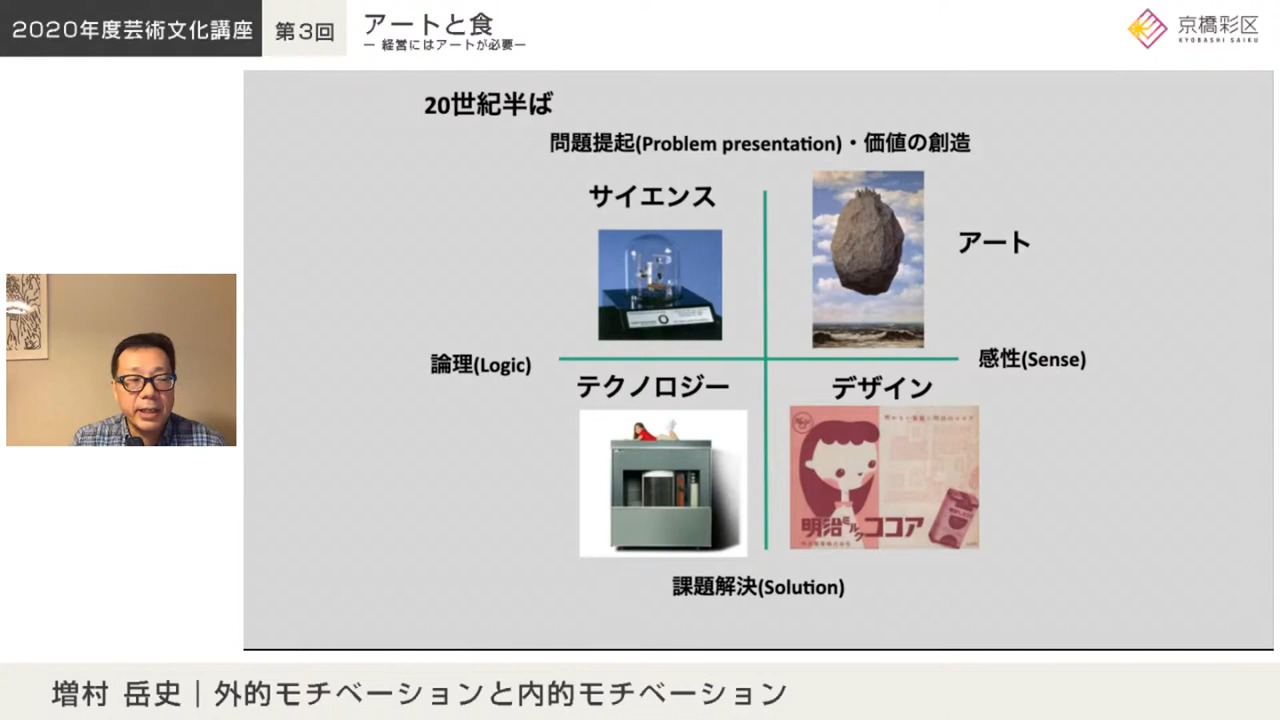 2020年度芸術文化講座
第3回
アートと食
ー 経営にはアートが必要ー
京橋彩区
KYOBASHI SAIKU
20世紀半ば
問題提起(Problem presentation)・価値の創造
サイエンス
アート
論理(Logic)
感性(Sense)
テクノロジー
デザイン
明治ミルクココア
課題解決(Solution)
増村 岳史｜外的モチベーションと内的モチベーション